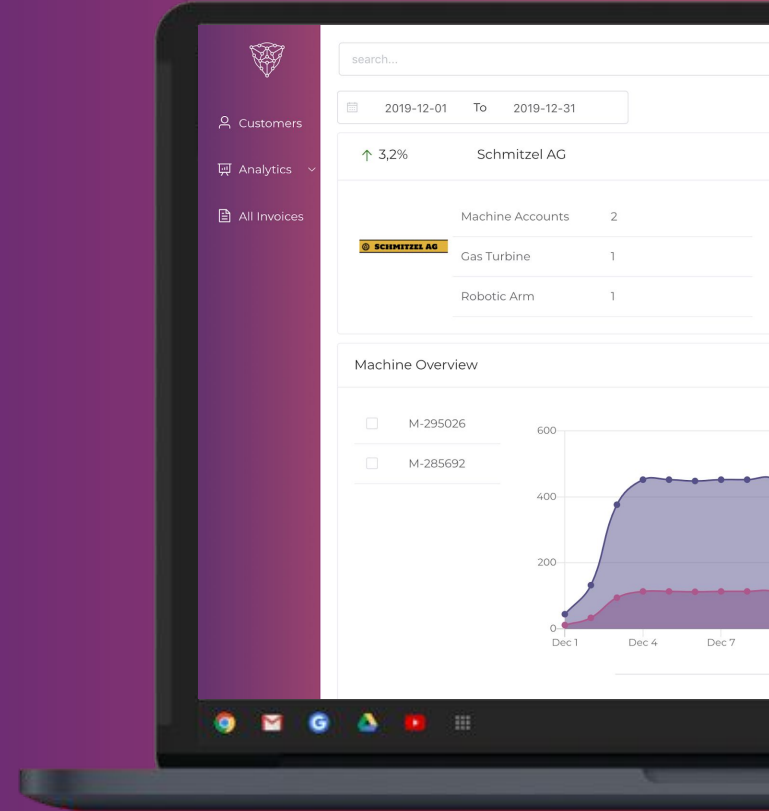 search...
2019-12-01 To 2019-12-31
3,2% Schmitzel AG
Customers
Analytics
All Invoices
Machine Accounts 2
SCHMITZEL AG
Gas Turbine 1
Robotic Arm 1
Machine Overview
M-295026
M-285692
600
400
200
0
Dec 1 Dec 4 Dec 7